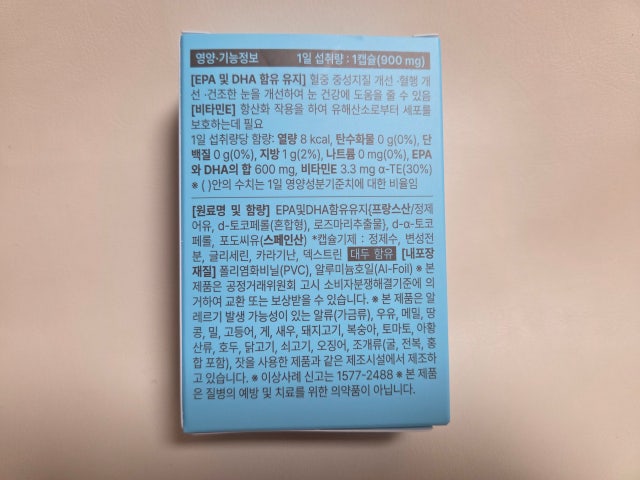 영양·기능정보 1일 섭취량 : 1캡슐(900 mg)
[EPA 및 DHA 함유 유지] 혈중 중성지질 개선 ·혈행 개
선 ·건조한 눈을 개선하여 눈 건강에 도움을 줄 수 있음
[비타민E] 항산화 작용을 하여 유해산소로부터 세포를
보호하는데 필요
1일 섭취량당 함량: 열량 8 kcal, 탄수화물 0 g(0%), 단
백질 0 g(0%), 지방 1 g(2%), 나트륨 0 mg(0%), EPA
와 DHA의 합 600 mg, 비타민E 3.3 mg α-TE(30%)
※ ( )안의 수치는 1일 영양성분기준치에 대한 비율임
[원료명 및 함량] EPA및DHA함유유지(프랑스산/정제
어유, d-토코페롤(혼합형), 로즈마리추출물), d-α-토코
페롤, 포도씨유(스페인산) *캡슐기제 : 정제수, 변성전
분, 글리세린, 카라기난, 덱스트린 대두 함유 [내포장
재질] 폴리염화비닐(PVC), 알루미늄호일(Al-Foil) ※ 본
제품은 공정거래위원회 고시 소비자분쟁해결기준에 의
거하여 교환 또는 보상받을 수 있습니다. ※ 본 제품은 알
레르기 발생 가능성이 있는 알류(가금류), 우유, 메밀, 땅
콩, 밀, 고등어, 게, 새우, 돼지고기, 복숭아, 토마토, 아황
산류, 호두, 닭고기, 쇠고기, 오징어, 조개류(굴, 전복, 홍
합 포함), 잣을 사용한 제품과 같은 제조시설에서 제조하
고 있습니다. ※ 이상사례 신고는 1577-2488 ※ 본 제품
은 질병의 예방 및 치료를 위한 의약품이 아닙니다.